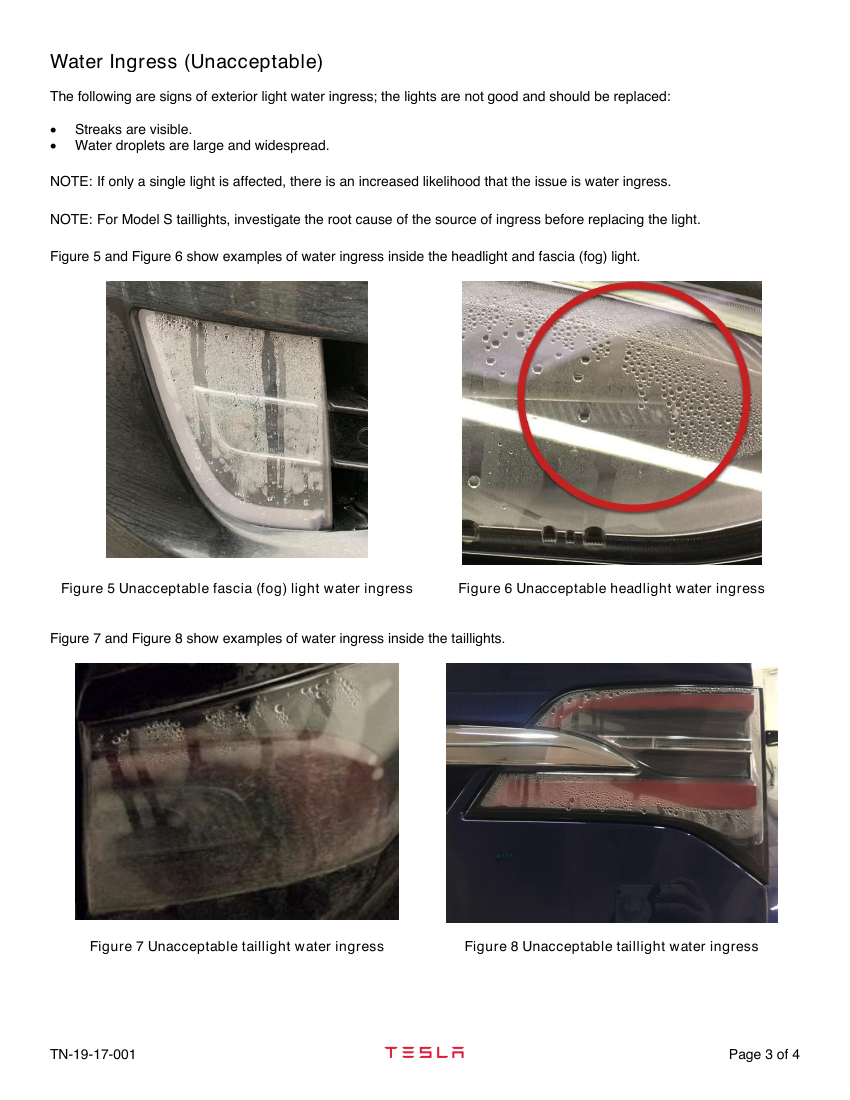 Water Ingress (Unacceptable)
The following are signs of exterior light water ingress; the lights are not good and should be replaced:
• Streaks are visible.
• Water droplets are large and widespread.
NOTE: If only a single light is affected, there is an increased likelihood that the issue is water ingress.
NOTE: For Model S taillights, investigate the root cause of the source of ingress before replacing the light.
Figure 5 and Figure 6 show examples of water ingress inside the headlight and fascia (fog) light.
Figure 5 Unacceptable fascia (fog) light water ingress
Figure 6 Unacceptable headlight water ingress
Figure 7 and Figure 8 show examples of water ingress inside the taillights.
Figure 7 Unacceptable taillight water ingress
Figure 8 Unacceptable taillight water ingress
TN-19-17-001
TESLA
Page 3 of 4